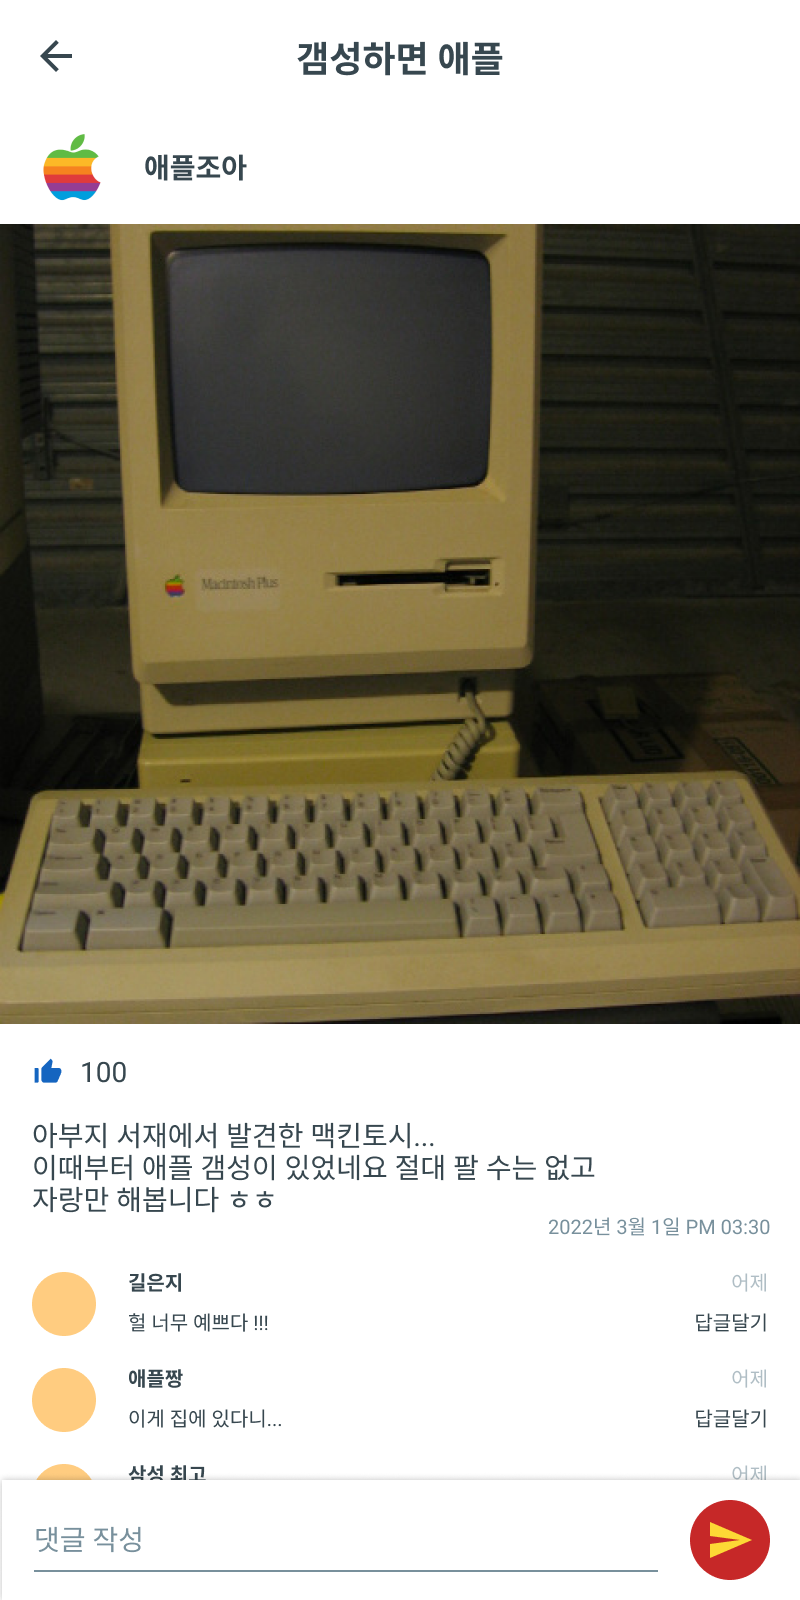 갬성하면 애플
애플조아
Macintosh Plus
100
아부지 서재에서 발견한 맥킨토시...
이때부터 애플 갬성이 있었네요 절대 팔 수는 없고
자랑만 해봅니다 ㅎㅎ
2022년 3월 1일 PM 03:30
길은지
어제
헐 너무 예쁘다 !!!
답글달기
애플짱
어제
이게 집에 있다니...
답글달기
삼성 최고
어제
댓글 작성